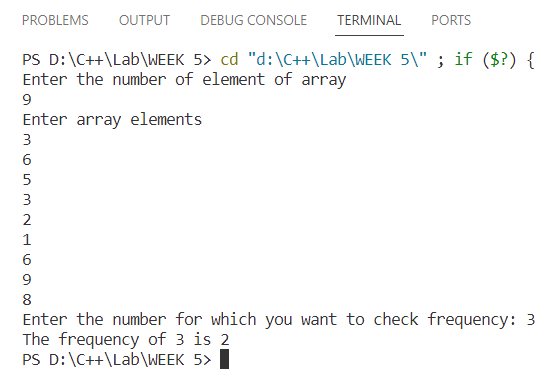 PROBLEMS OUTPUT DEBUG CONSOLE TERMINAL PORTS
PS D:\C++\Lab\WEEK 5> cd "d:\C++\Lab\WEEK 5\" ; if ($?) {
Enter the number of element of array
9
Enter array elements
3
6
5
3
2
1
6
9
8
Enter the number for which you want to check frequency: 3
The frequency of 3 is 2
PS D:\C++\Lab\WEEK 5>